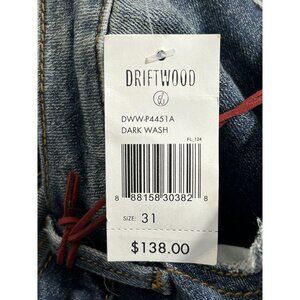 DRIFTWOOD
DWW-P4451A
DARK WASH
FL_124
8 88158 30382 8
SIZE: 31
$138.00